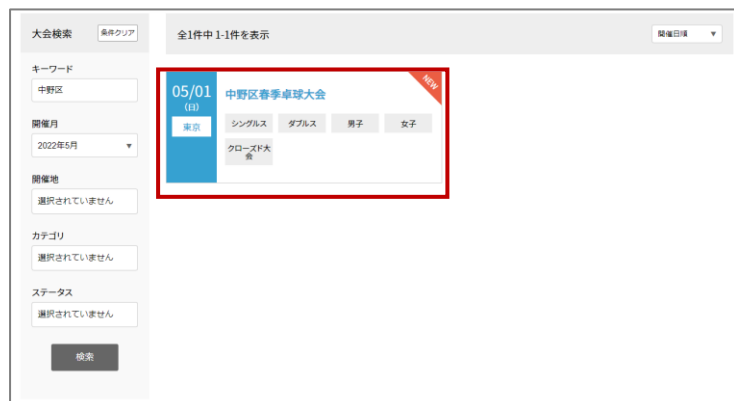 大会検索
条件クリア
全1件中 1-1件を表示
開催日順
キーワード
中野区
開催月
2022年5月
開催地
選択されていません
カテゴリ
選択されていません
ステータス
選択されていません
検索
05/01
(日)
東京
NEW
中野区春季卓球大会
シングルス
ダブルス
男子
女子
クローズド大
会